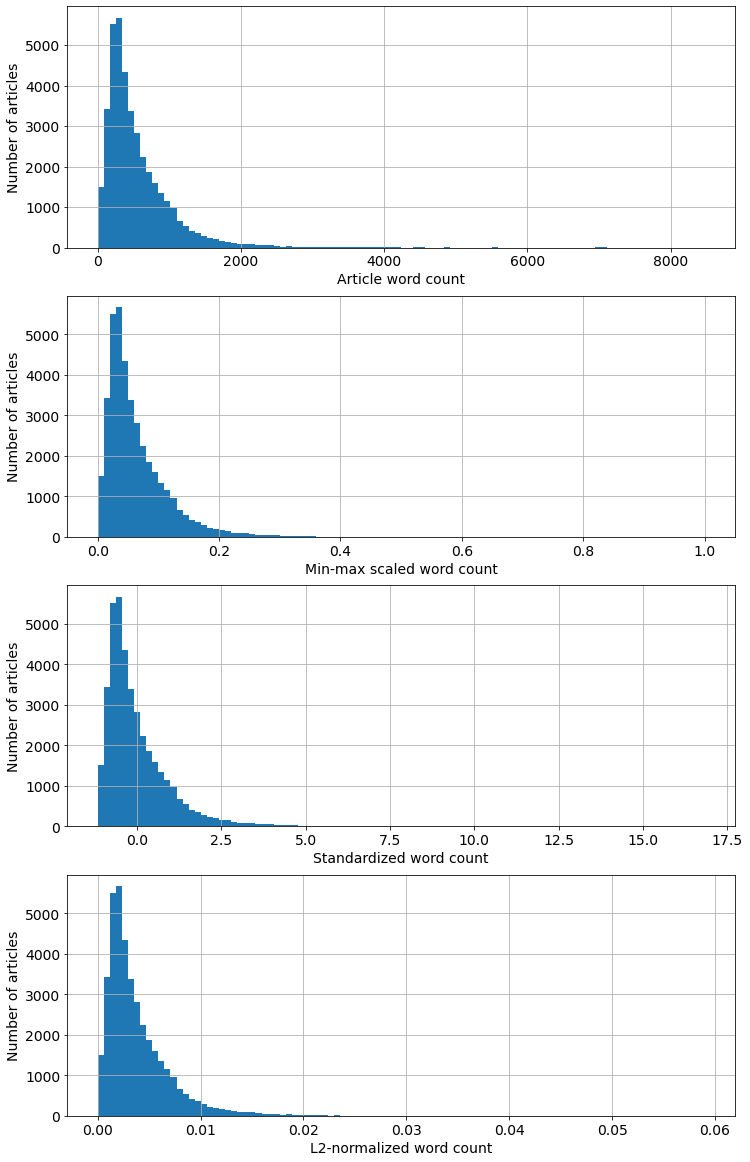 5000
4000
3000
2000
1000
0
Number of articles
0 2000 4000 6000 8000
Article word count
5000
4000
3000
2000
1000
0
Number of articles
0.0 0.2 0.4 0.6 0.8 1.0
Min-max scaled word count
5000
4000
3000
2000
1000
0
Number of articles
0.0 2.5 5.0 7.5 10.0 12.5 15.0 17.5
Standardized word count
5000
4000
3000
2000
1000
0
Number of articles
0.00 0.01 0.02 0.03 0.04 0.05 0.06
L2-normalized word count